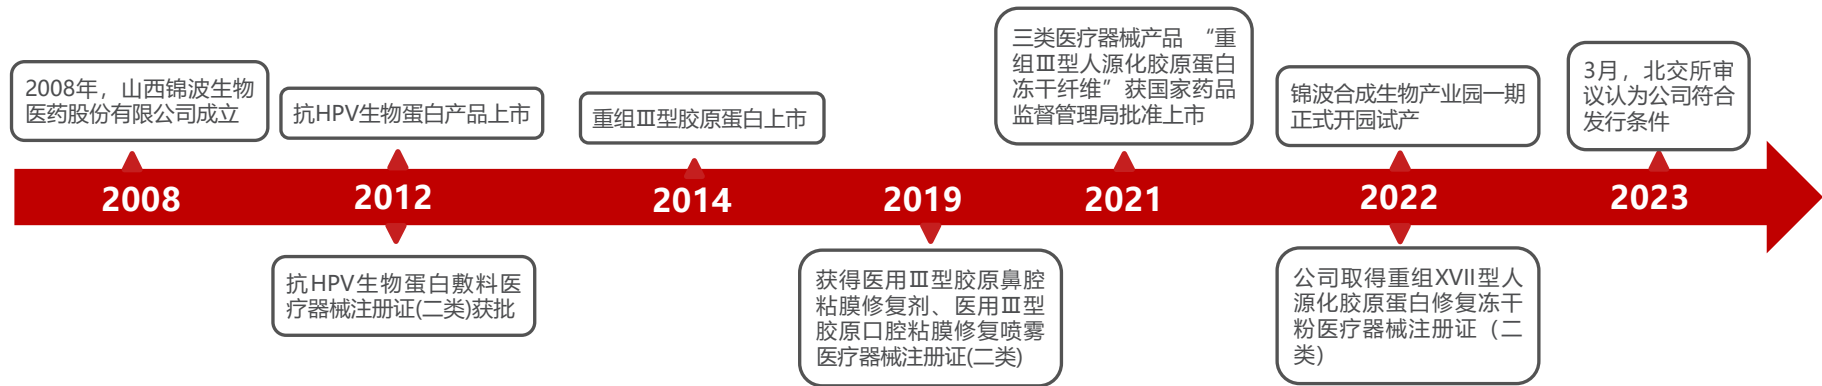 2008年，山西锦波生物
医药股份有限公司成立
抗HPV生物蛋白产品上市
重组Ⅲ型胶原蛋白上市
三类医疗器械产品 “重
组Ⅲ型人源化胶原蛋白
冻干纤维”获国家药品
监督管理局批准上市
锦波合成生物产业园一期
正式开园试产
3月，北交所审
议认为公司符合
发行条件
2008
2012
2014
2019
2021
2022
2023
抗HPV生物蛋白敷料医
疗器械注册证(二类)获批
获得医用Ⅲ型胶原鼻腔
粘膜修复剂、医用Ⅲ型
胶原口腔粘膜修复喷雾
医疗器械注册证(二类)
公司取得重组XVII型人
源化胶原蛋白修复冻干
粉医疗器械注册证（二
类）